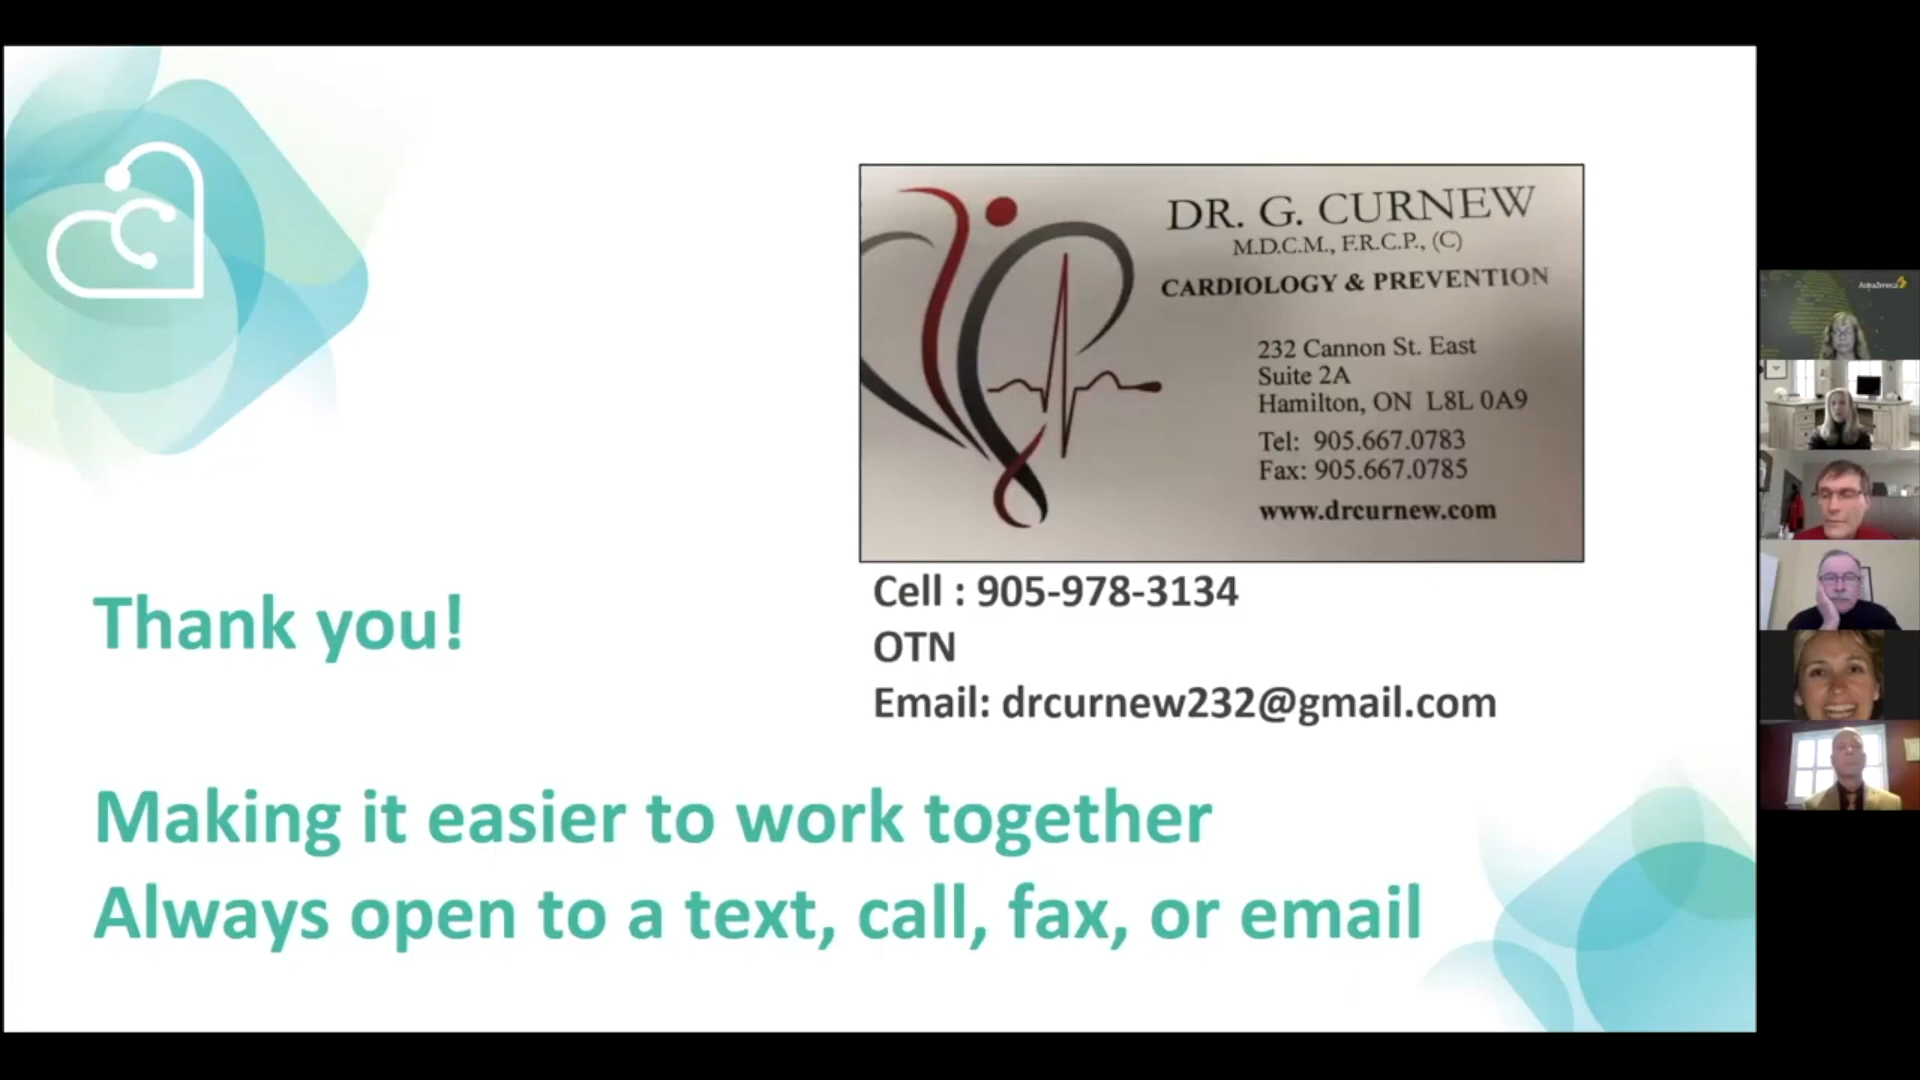 DR. G. CURNEW
M.D.C.M., F.R.C.P., (C)
CARDIOLOGY & PREVENTION
232 Cannon St. East
Suite 2A
Hamilton, ON L8L 0A9
Tel: 905.667.0783
Fax: 905.667.0785
www.drcurnew.com
Cell : 905-978-3134
OTN
Email: drcurnew232@gmail.com
Thank you!
Making it easier to work together
Always open to a text, call, fax, or email
AstraZeneca